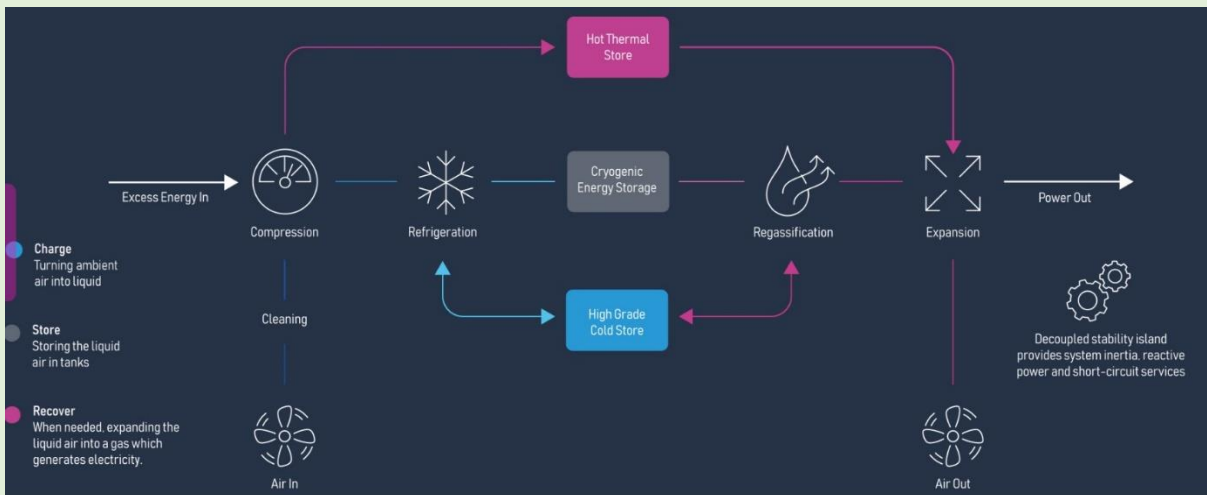 Hot Thermal
Store
Excess Energy In
Compression
Refrigeration
Cryogenic
Energy Storage
Regassification
Expansion
Power Out
Charge
Turning ambient
air into liquid
Cleaning
High Grade
Cold Store
Store
Storing the liquid
air in tanks
Decoupled stability island
provides system inertia, reactive
power and short-circuit services
Recover
When needed, expanding the
liquid air into a gas which
generates electricity.
Air In
Air Out